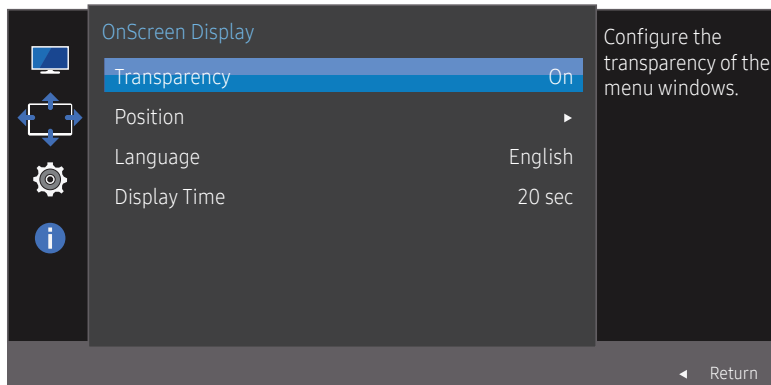 OnScreen Display
Transparency On
Position ▸
Language English
Display Time 20 sec
Configure the
transparency of the
menu windows.
◂ Return